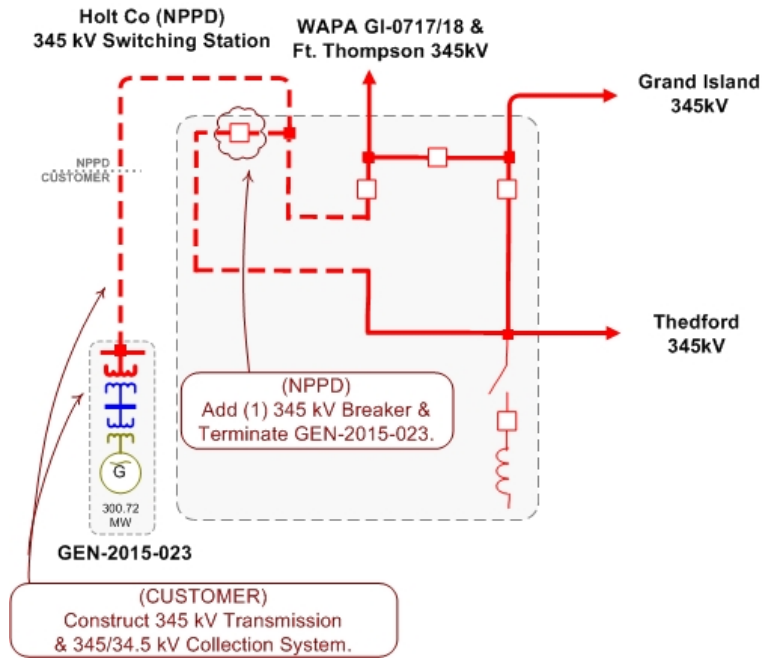 Holt Co (NPPD)
345 kV Switching Station
WAPA GI-0717/18 &
Ft. Thompson 345kV
Grand Island
345kV
NPPD
CUSTOMER
Thedford
345kV
(NPPD)
Add (1) 345 kV Breaker &
Terminate GEN-2015-023.
G
300.72
MW
GEN-2015-023
(CUSTOMER)
Construct 345 kV Transmission
& 345/34.5 kV Collection System.